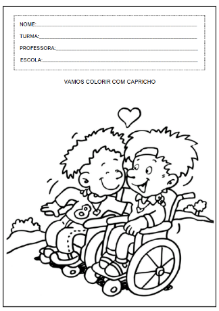 NOME:
TURMA:
PROFESSORA:
ESCOLA:
VAMOS COLORIR COM CAPRICHO